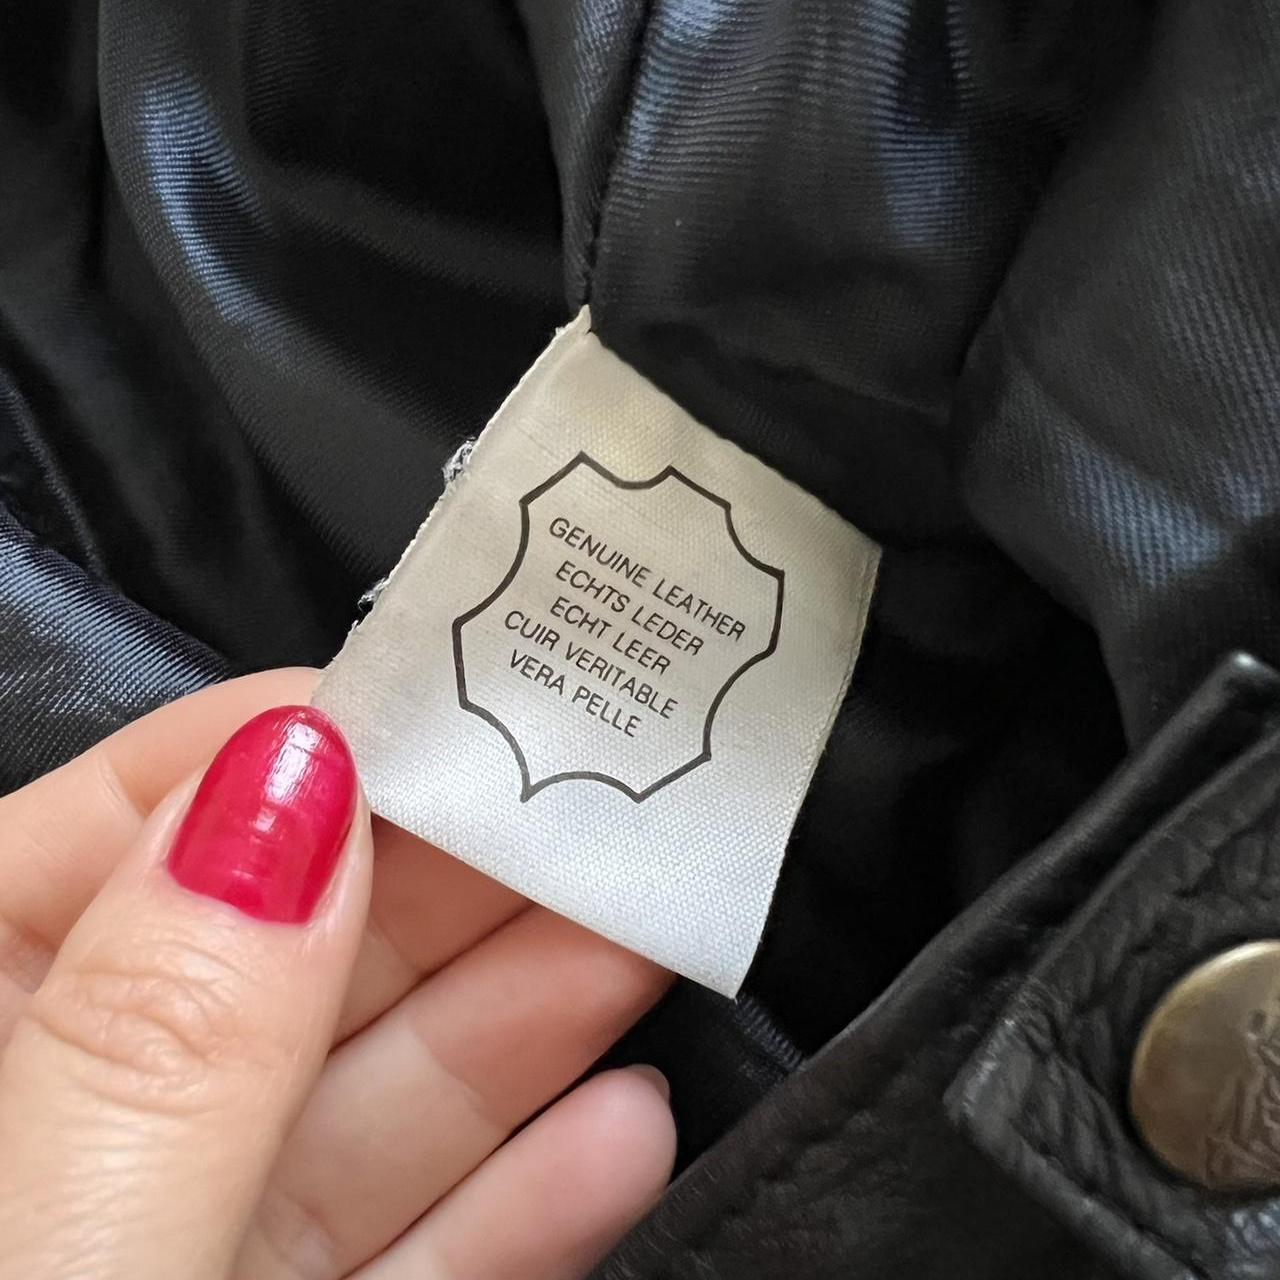 GENUINE LEATHER
ECHTS LEDER
ECHT LEER
CUIR VERITABLE
VERA PELLE